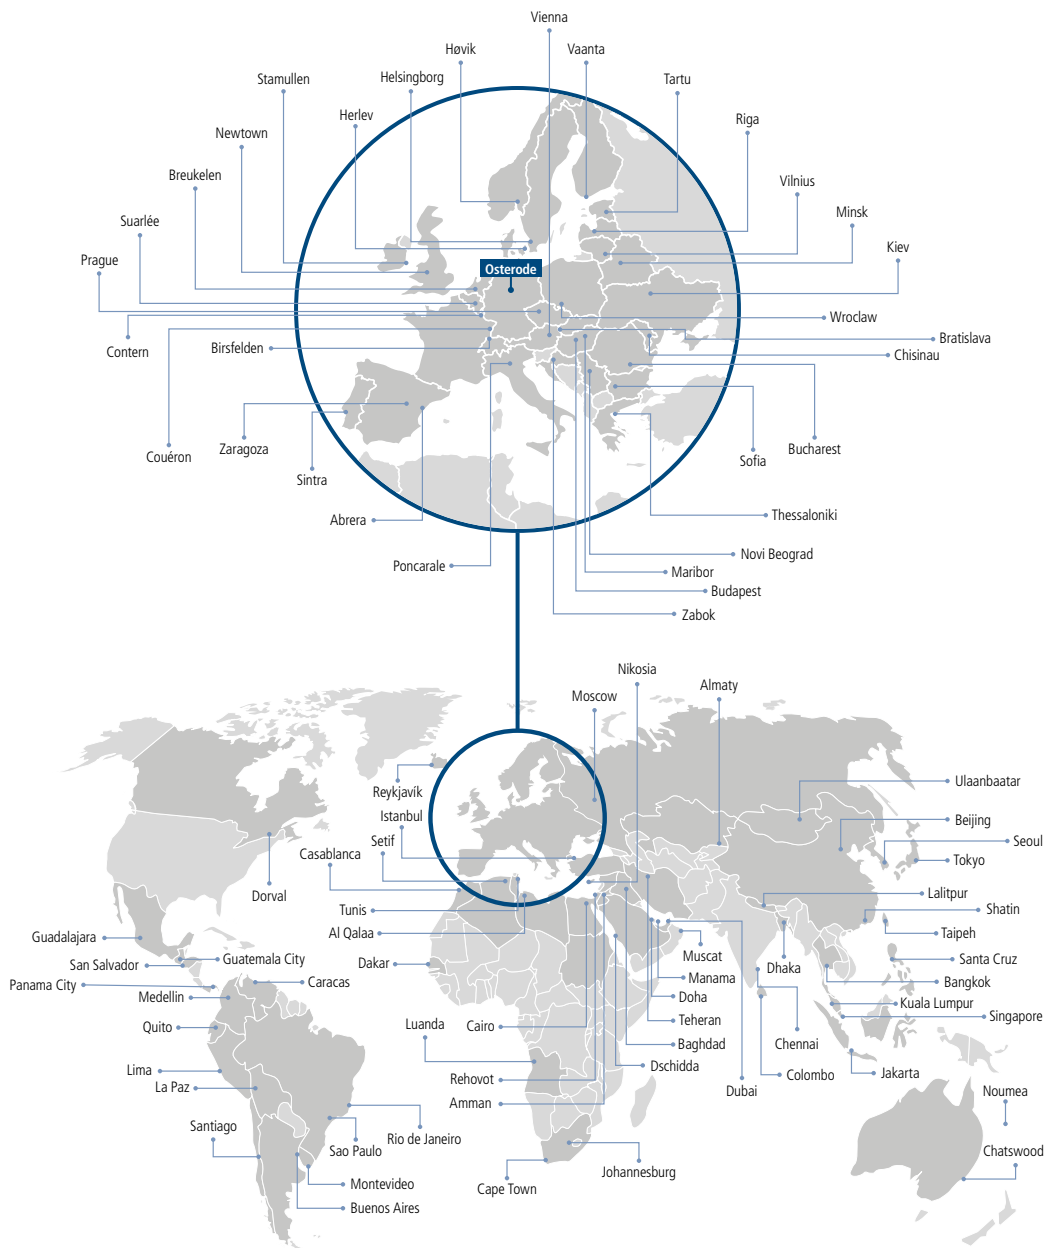 Vienna
Høvik
Vaanta
Stamullen
Helsingborg
Tartu
Herlev
Riga
Newtown
Breukelen
Vilnius
Suarlée
Minsk
Prague
Kiev
Osterode
Wroclaw
Contern
Birsfelden
Bratislava
Chisinau
Couéron
Zaragoza
Sintra
Sofia
Bucharest
Abrera
Thessaloniki
Poncarale
Novi Beograd
Maribor
Budapest
Zabok
Nikosia
Moscow
Almaty
Reykjavík
Ulaanbaatar
Istanbul
Beijing
Setif
Seoul
Casablanca
Tokyo
Dorval
Lalitpur
Tunis
Shatin
Al Qalaa
Taipeh
Guadalajara
Guatemala City
Muscat
Santa Cruz
San Salvador
Dakar
Dhaka
Panama City
Caracas
Manama
Bangkok
Medellin
Doha
Kuala Lumpur
Quito
Luanda
Cairo
Teheran
Singapore
Baghdad
Chennai
Lima
Dschidda
La Paz
Rehovot
Dubai
Colombo
Jakarta
Amman
Noumea
Santiago
Rio de Janeiro
Sao Paulo
Chatswood
Johannesburg
Montevideo
Cape Town
Buenos Aires